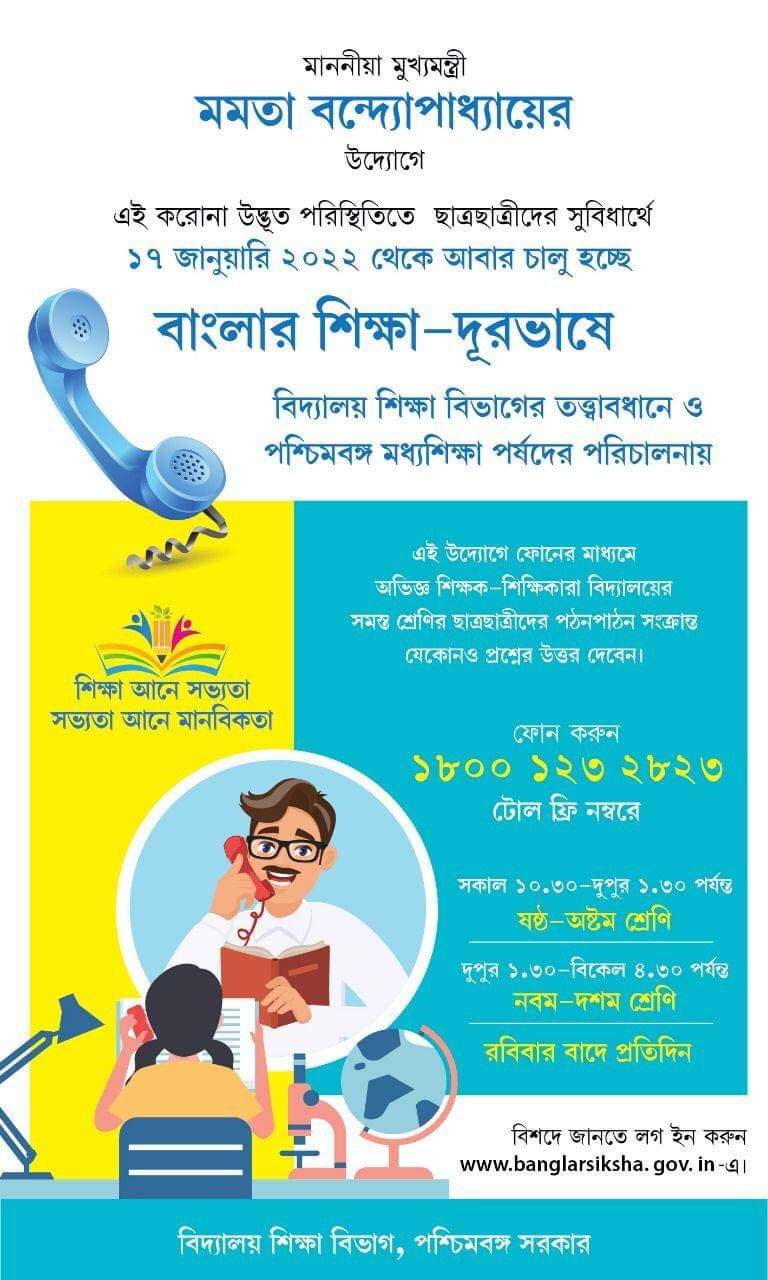 মাননীয়া মুখ্যমন্ত্রী
মমতা বন্দ্যোপাধ্যায়ের
উদ্যোগে
এই করোনা উদ্ভূত পরিস্থিতিতে ছাত্রছাত্রীদের সুবিধার্থে
১৭ জানুয়ারি ২০২২ থেকে আবার চালু হচ্ছে
বাংলার শিক্ষা-দূরভাষে
বিদ্যালয় শিক্ষা বিভাগের তত্ত্বাবধানে ও
পশ্চিমবঙ্গ মধ্যশিক্ষা পর্ষদের পরিচালনায়
এই উদ্যোগে ফোনের মাধ্যমে
অভিজ্ঞ শিক্ষক-শিক্ষিকারা বিদ্যালয়ের
সমস্ত শ্রেণির ছাত্রছাত্রীদের পঠনপাঠন সংক্রান্ত
যেকোনও প্রশ্নের উত্তর দেবেন।
শিক্ষা আনে সভ্যতা
সভ্যতা আনে মানবিকতা
ফোন করুন
১৮০০ ১২৩ ২৮২৩
টোল ফ্রি নম্বরে
সকাল ১০.৩০-দুপুর ১.৩০ পর্যন্ত
ষষ্ঠ-অষ্টম শ্রেণি
দুপুর ১.৩০-বিকেল ৪.৩০ পর্যন্ত
নবম-দশম শ্রেণি
রবিবার বাদে প্রতিদিন
বিশদে জানতে লগ ইন করুন
www.banglarsiksha.gov.in-এ।
বিদ্যালয় শিক্ষা বিভাগ, পশ্চিমবঙ্গ সরকার